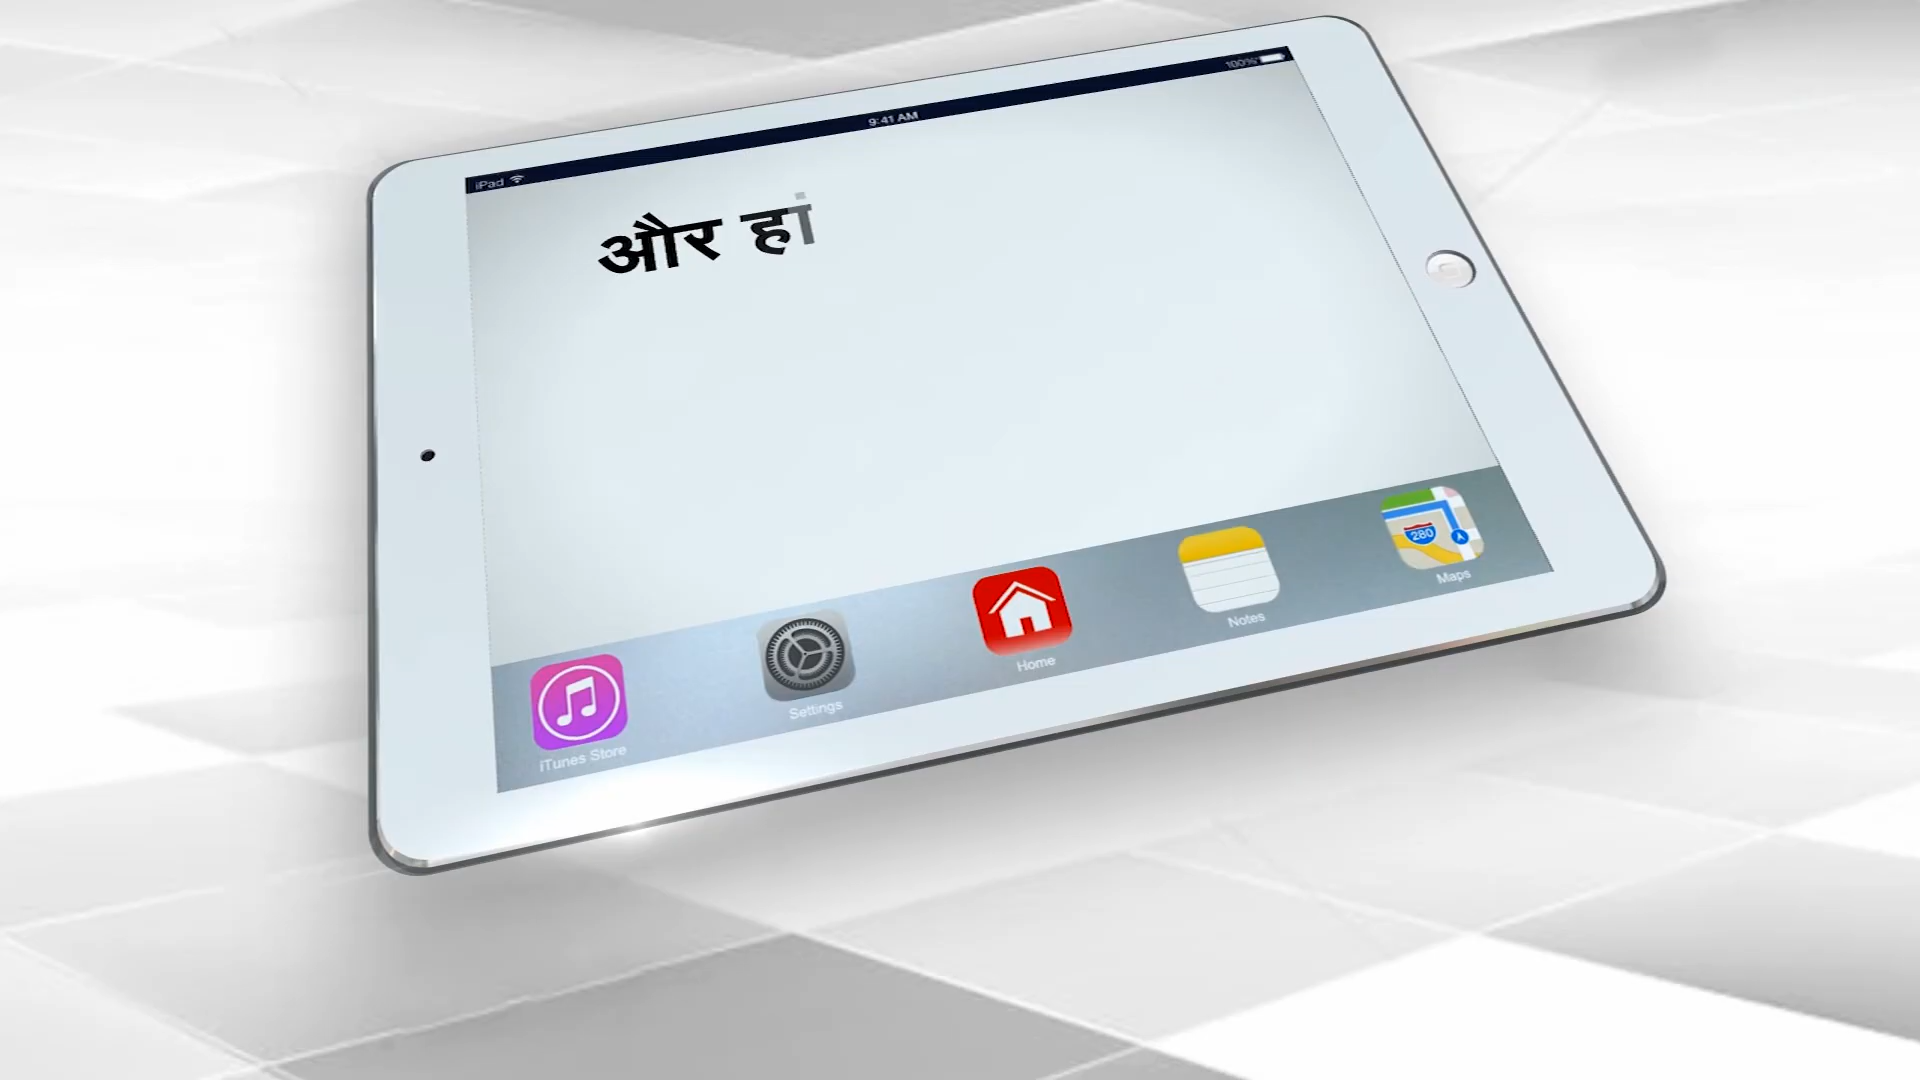 iPad
9:41 AM
100%
और हां
280
iTunes Store
Settings
Home
Notes
Maps